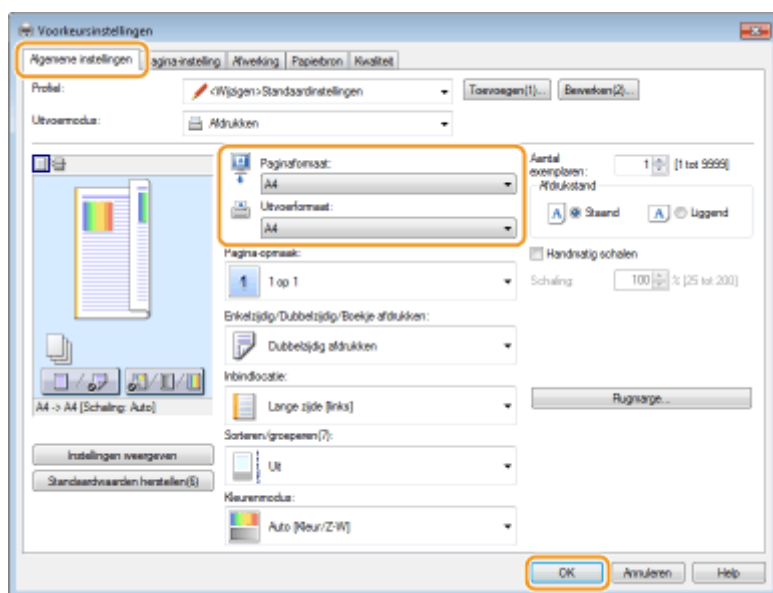 Voorkeursinstellingen
Algemene instellingen Pagina-instelling Afwerking Papierbron Kwaliteit
Profiel: <Wijzigen>Standaardinstellingen Toevoegen(1)... Bewerken(2)...
Uitvoermodus: Afdrukken
Paginaformaat:
A4
Uitvoerformaat:
A4
Aantal exemplaren: 1 [1 tot 9999]
Afdrukstand
A Staand A Liggend
Pagina-opmaak:
1 1 op 1
Handmatig schalen
Schaling: 100 % [25 tot 200]
Enkelzijdig/Dubbelzijdig/Boekje afdrukken:
Dubbelzijdig afdrukken
Inbindlocatie:
Lange zijde [links]
Rugmarge...
A4 -> A4 [Schaling: Auto]
Sorteren/groeperen(7):
Uit
Instellingen weergeven
Standaardwaarden herstellen(6)
Kleurenmodus:
Auto [Kleur/Z-W]
OK Annuleren Help